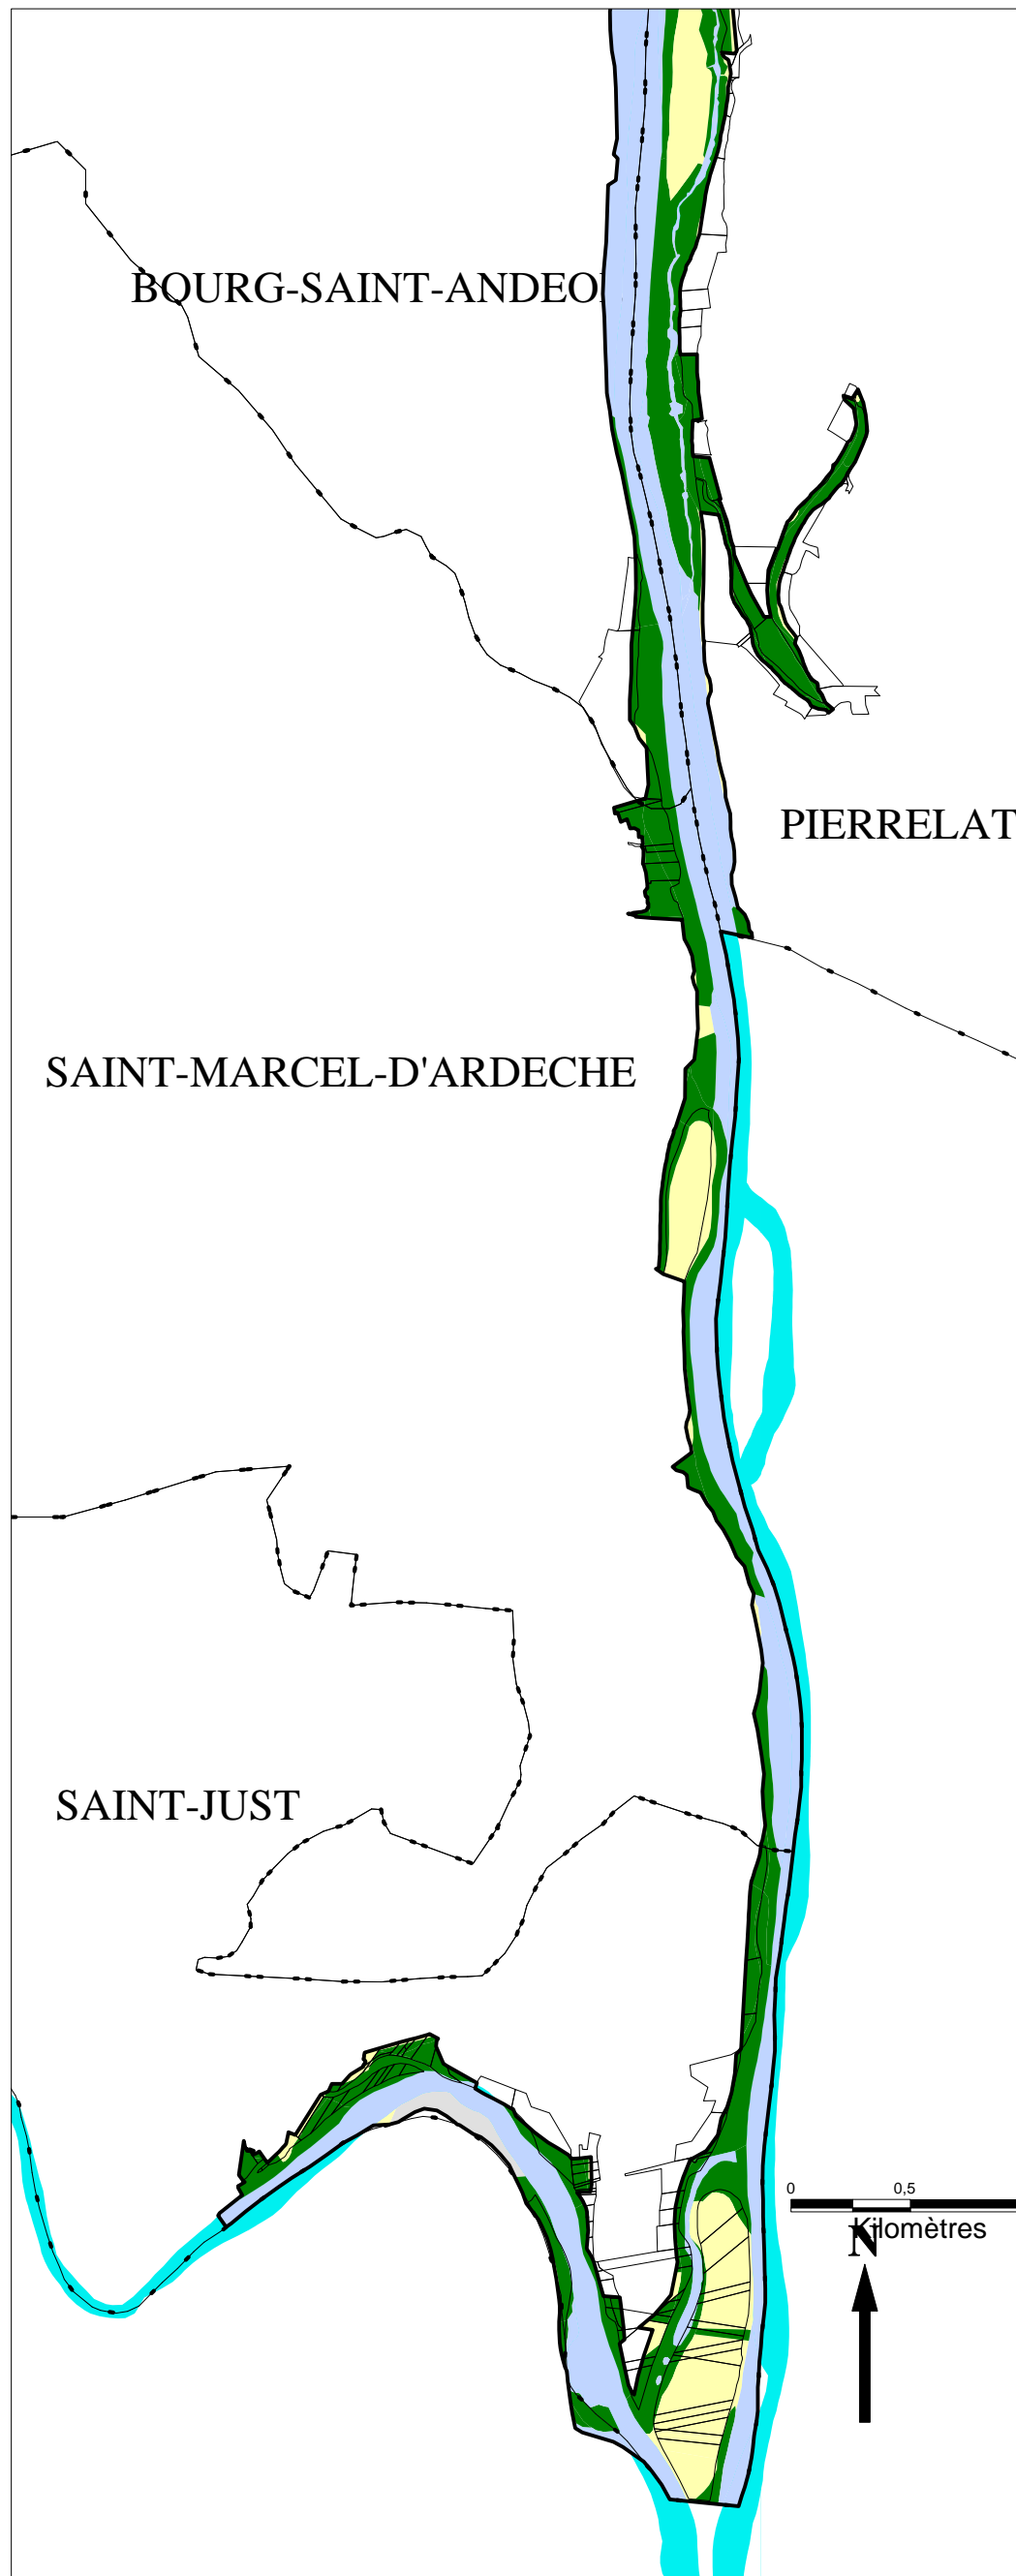 BOURG-SAINT-ANDEO
PIERRELAT
SAINT-MARCEL-D'ARDECHE
SAINT-JUST
0 0,5
Kilomètres
N